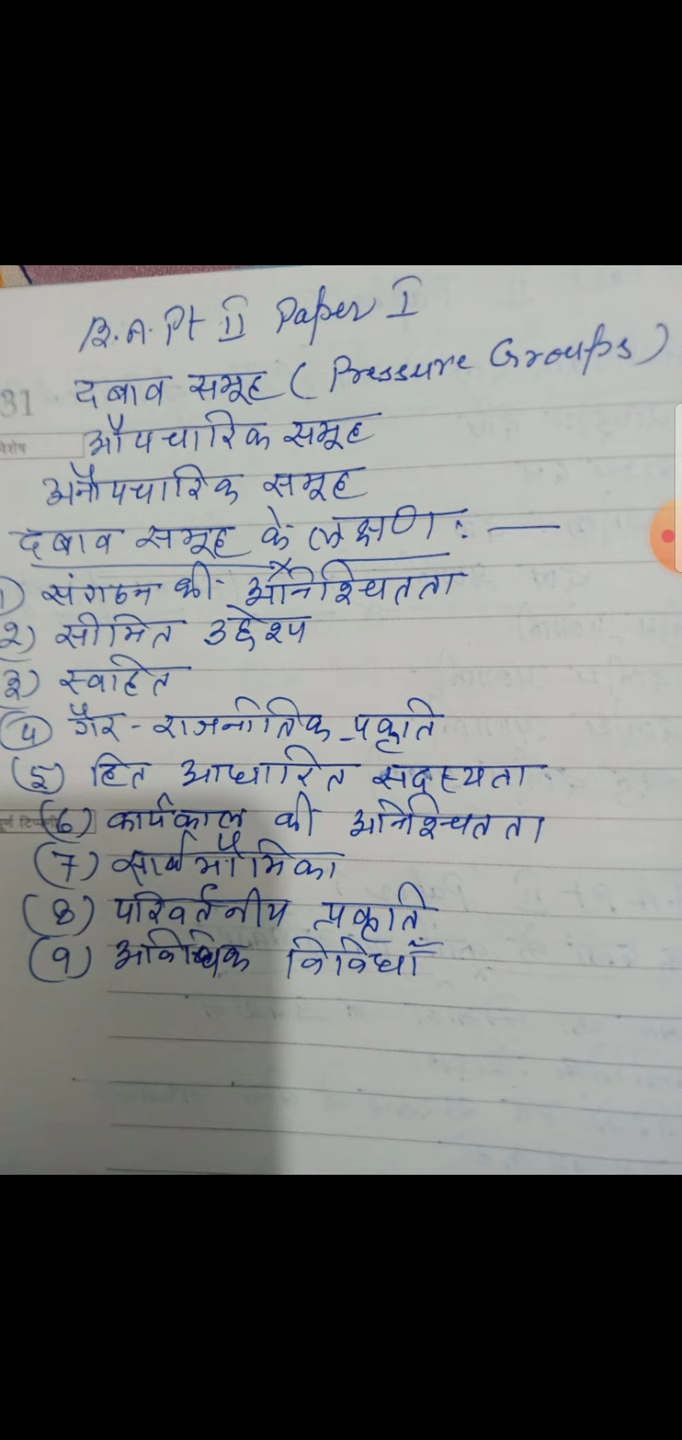 B.A. Pt II Paper I
31 दबाव समूह ( Pressure Groups )
औपचारिक समूह
अनौपचारिक समूह
दबाव समूह के लक्षण : —
1) संगठन की अनिश्चितता
2) सीमित उद्देश्य
3) स्वहित
(4) गैर - राजनीतिक प्रकृति
(5) हित आधारित सदस्यता
(6) कार्यकाल की अनिश्चितता
(7) सार्वभौमिका
(8) परिवर्तनीय प्रकृति
(9)